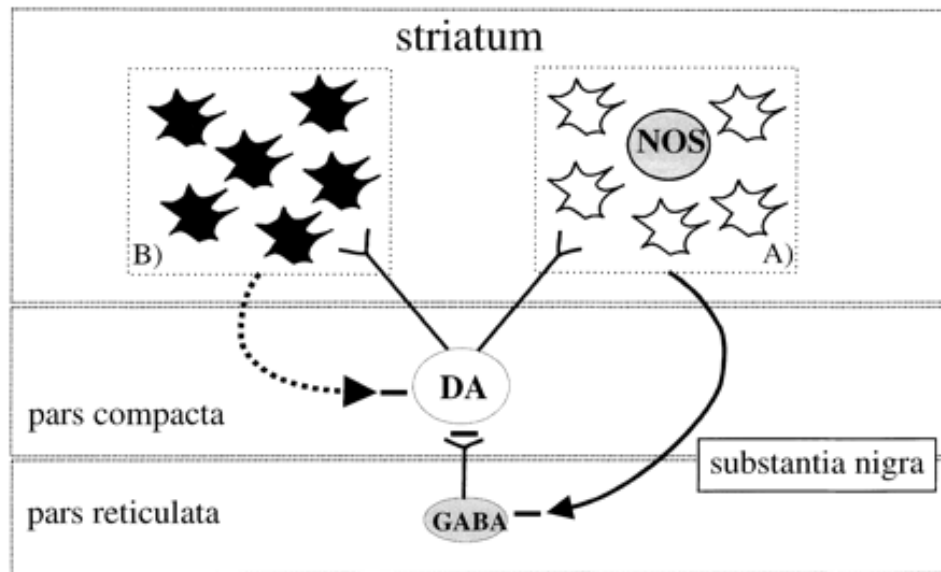 striatum
NOS
B)
A)
DA
pars compacta
substantia nigra
pars reticulata
GABA